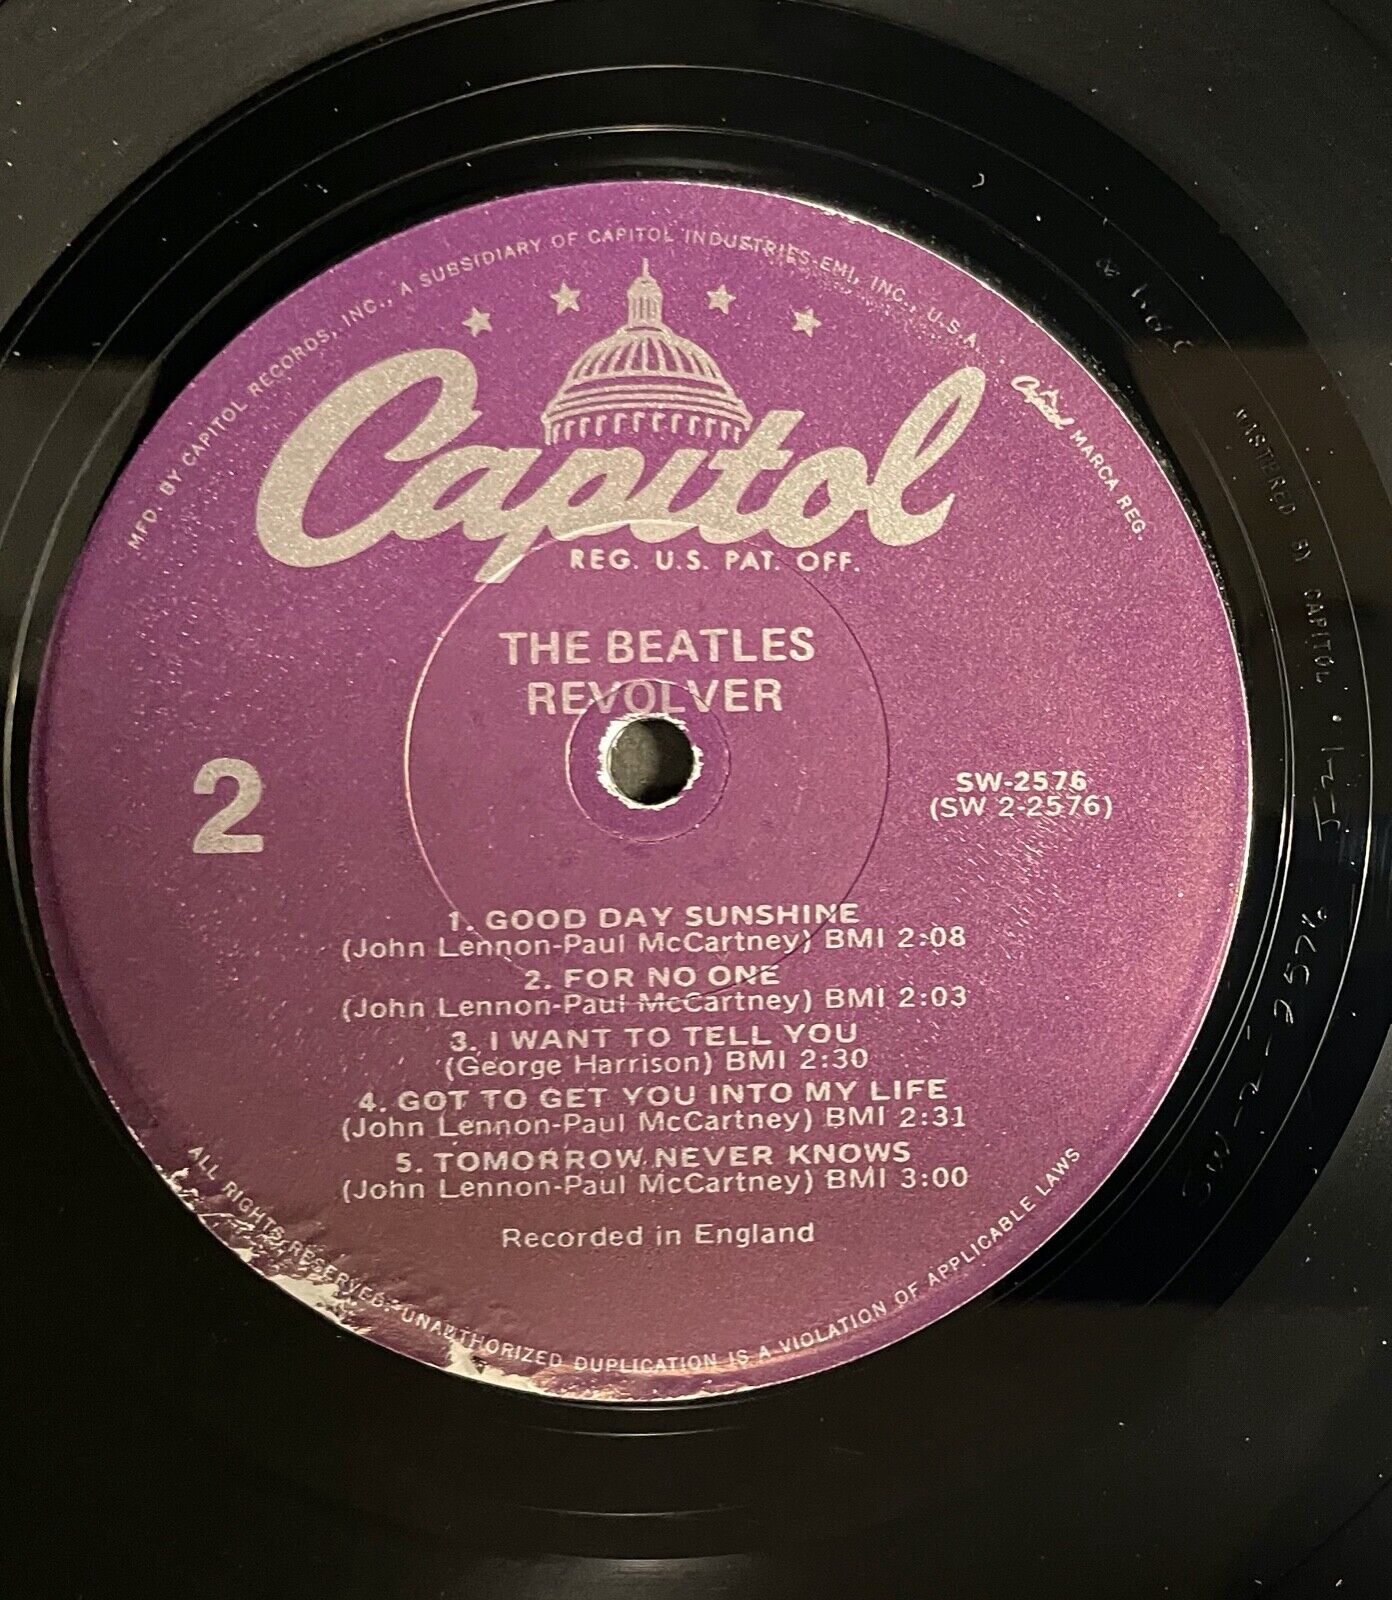 MFD. BY CAPITOL RECORDS, INC., A SUBSIDIARY OF CAPITOL INDUSTRIES-EMI, INC., U.S.A.
Capitol MARCA REG.
Capitol
REG. U.S. PAT. OFF.
THE BEATLES
REVOLVER
2
SW-2576
(SW 2-2576)
1. GOOD DAY SUNSHINE
(John Lennon-Paul McCartney) BMI 2:08
2. FOR NO ONE
(John Lennon-Paul McCartney) BMI 2:03
3. I WANT TO TELL YOU
(George Harrison) BMI 2:30
4. GOT TO GET YOU INTO MY LIFE
(John Lennon-Paul McCartney) BMI 2:31
5. TOMORROW NEVER KNOWS
(John Lennon-Paul McCartney) BMI 3:00
Recorded in England
ALL RIGHTS RESERVED. UNAUTHORIZED DUPLICATION IS A VIOLATION OF APPLICABLE LAWS
CAPITOL
SW-2-2576 J-21